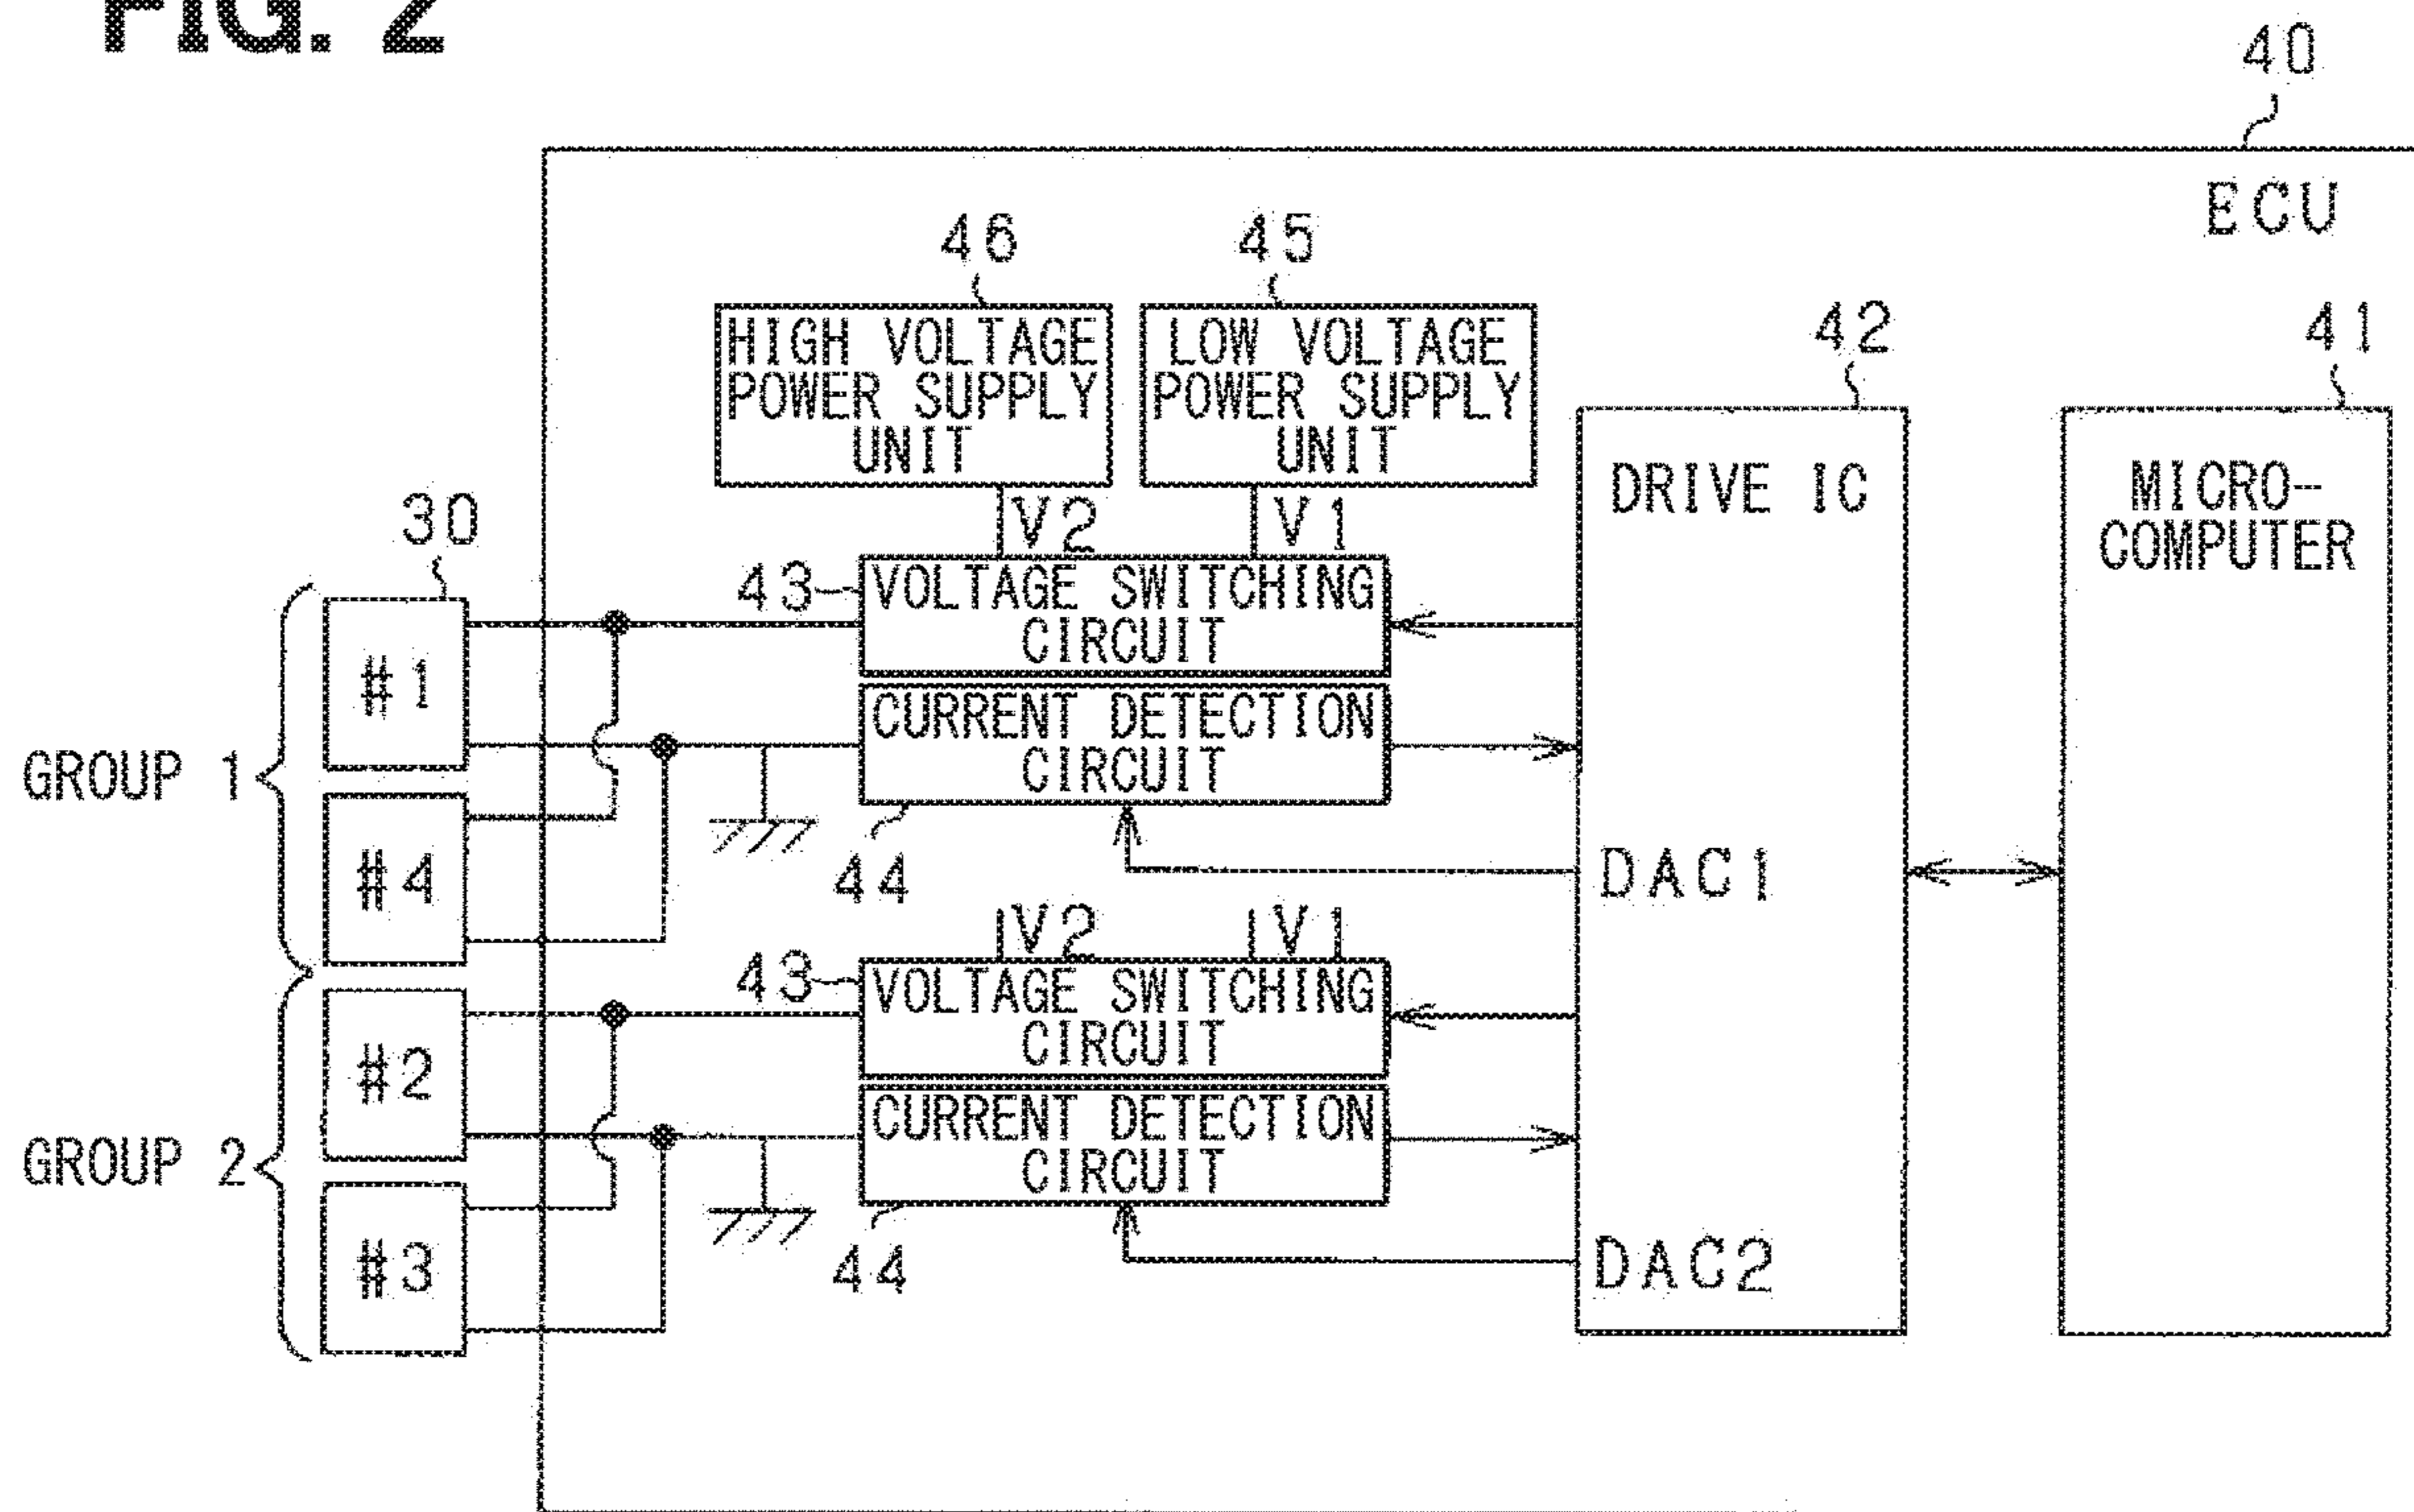 FIG. 2
40
ECU
46
45
HIGH VOLTAGE
POWER SUPPLY
UNIT
LOW VOLTAGE
POWER SUPPLY
UNIT
42
41
DRIVE IC
MICRO-
COMPUTER
30
V2
V1
43
VOLTAGE SWITCHING
CIRCUIT
#1
CURRENT DETECTION
CIRCUIT
GROUP 1
#4
44
DAC1
V2
V1
43
VOLTAGE SWITCHING
CIRCUIT
#2
CURRENT DETECTION
CIRCUIT
GROUP 2
#3
44
DAC2